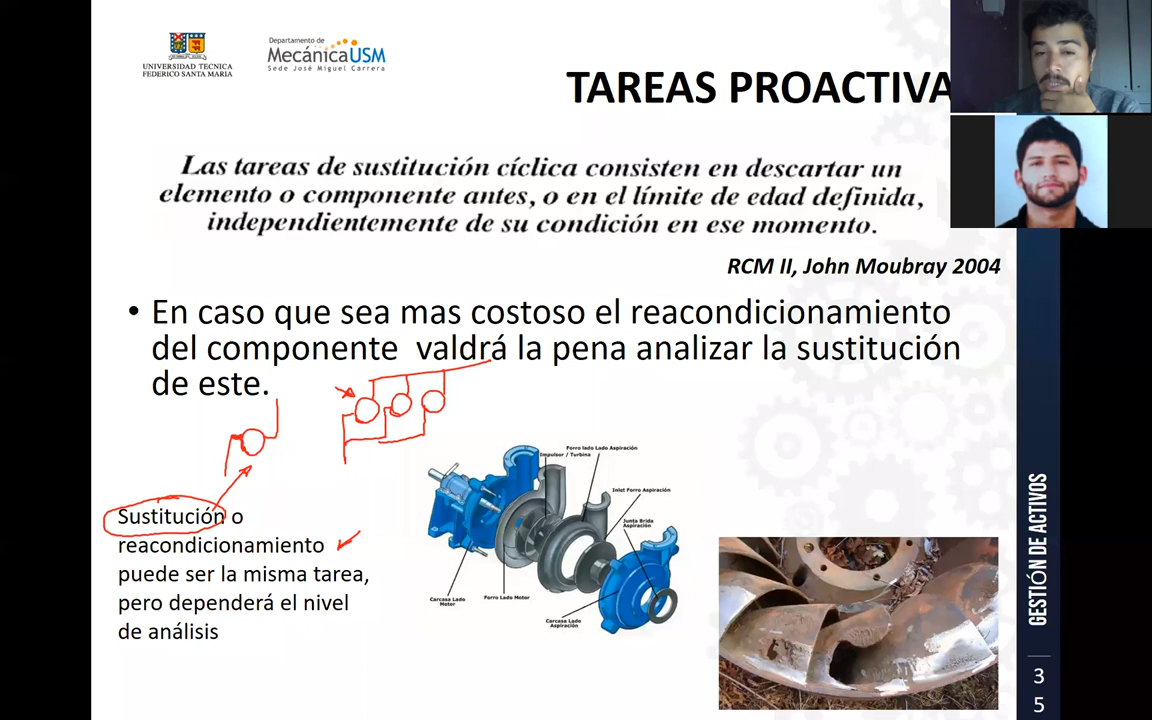 UNIVERSIDAD TECNICA
FEDERICO SANTA MARIA
Departamento de
MecánicaUSM
Sede José Miguel Carrera
TAREAS PROACTIVA
Las tareas de sustitución cíclica consisten en descartar un
elemento o componente antes, o en el límite de edad definida,
independientemente de su condición en ese momento.
RCM II, John Moubray 2004
• En caso que sea mas costoso el reacondicionamiento
del componente valdrá la pena analizar la sustitución
de este.
Sustitución o
reacondicionamiento
puede ser la misma tarea,
pero dependerá el nivel
de análisis
Forro lado Lado Aspiración
Impulsor / Turbina
Inlet Forro Aspiración
Junta Brida
Aspiración
Carcasa Lado
Motor
Forro Lado Motor
Carcasa Lado
Aspiración
GESTIÓN DE ACTIVOS
3
5